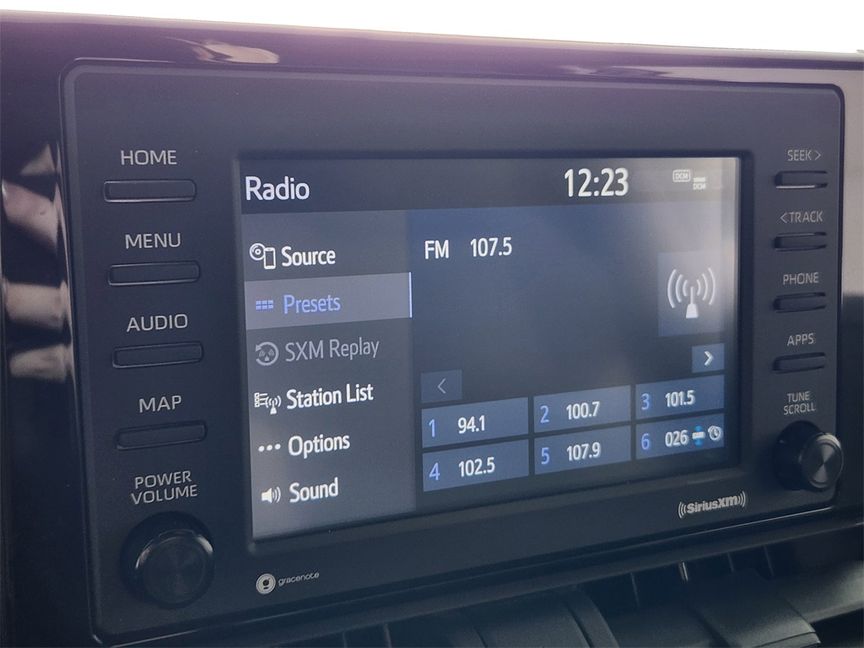 HOME
MENU
AUDIO
MAP
POWER
VOLUME
Radio
12:23
DCM
DCM
Source
Presets
SXM Replay
Station List
Options
Sound
FM 107.5
<
>
1 94.1
2 100.7
3 101.5
4 102.5
5 107.9
6 026
SEEK >
< TRACK
PHONE
APPS
TUNE
SCROLL
gracenote
SiriusXM